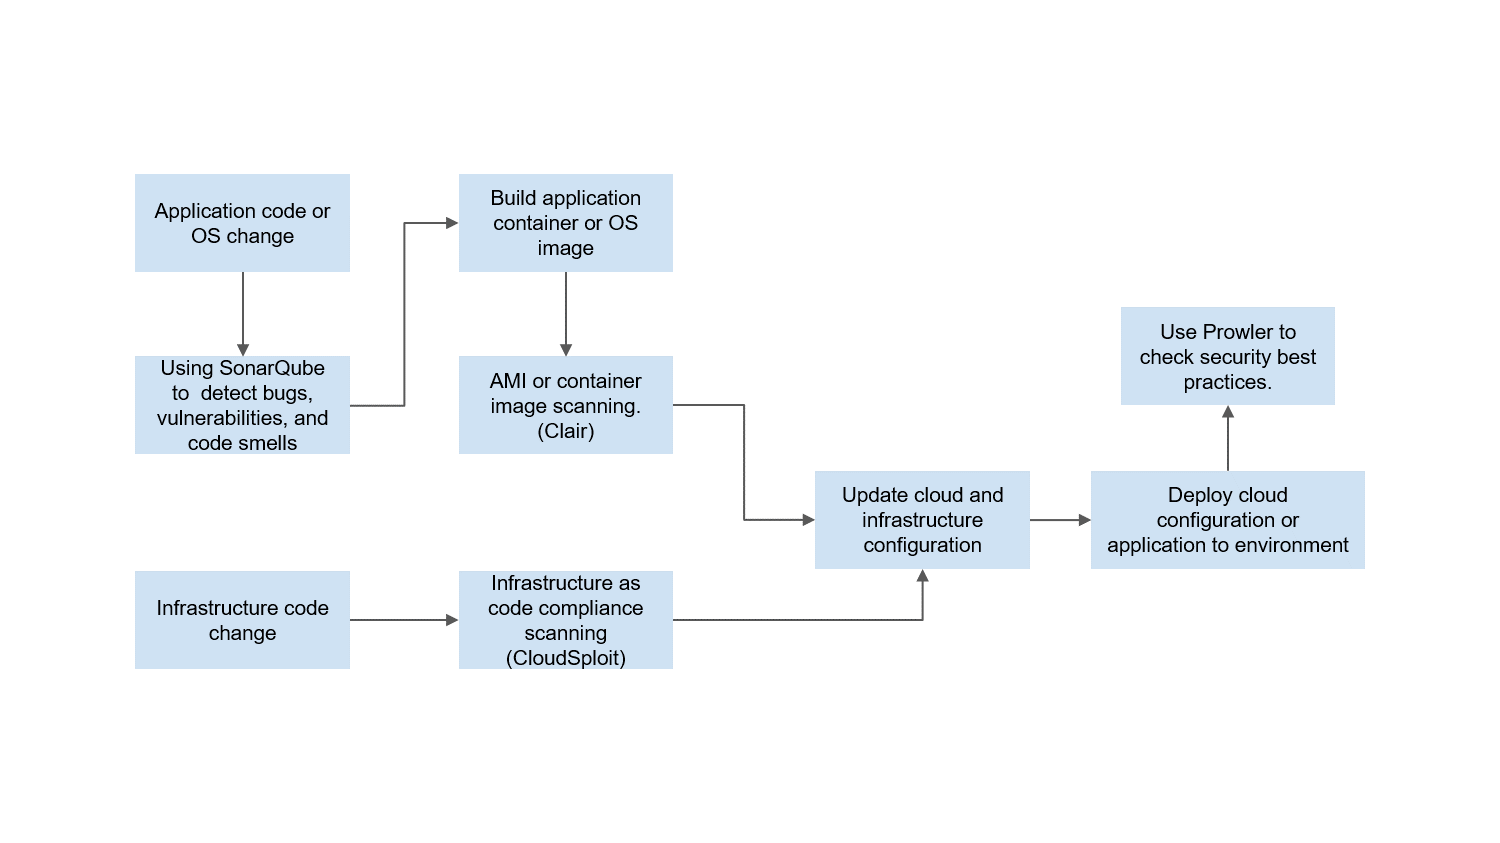 Application code or
OS change
Using SonarQube
to  detect bugs,
vulnerabilities, and
code smells
Build application
container or OS
image
AMI or container
image scanning.
(Clair)
Infrastructure code
change
Infrastructure as
code compliance
scanning
(CloudSploit)
Update cloud and
infrastructure
configuration
Deploy cloud
configuration or
application to environment
Use Prowler to
check security best
practices.